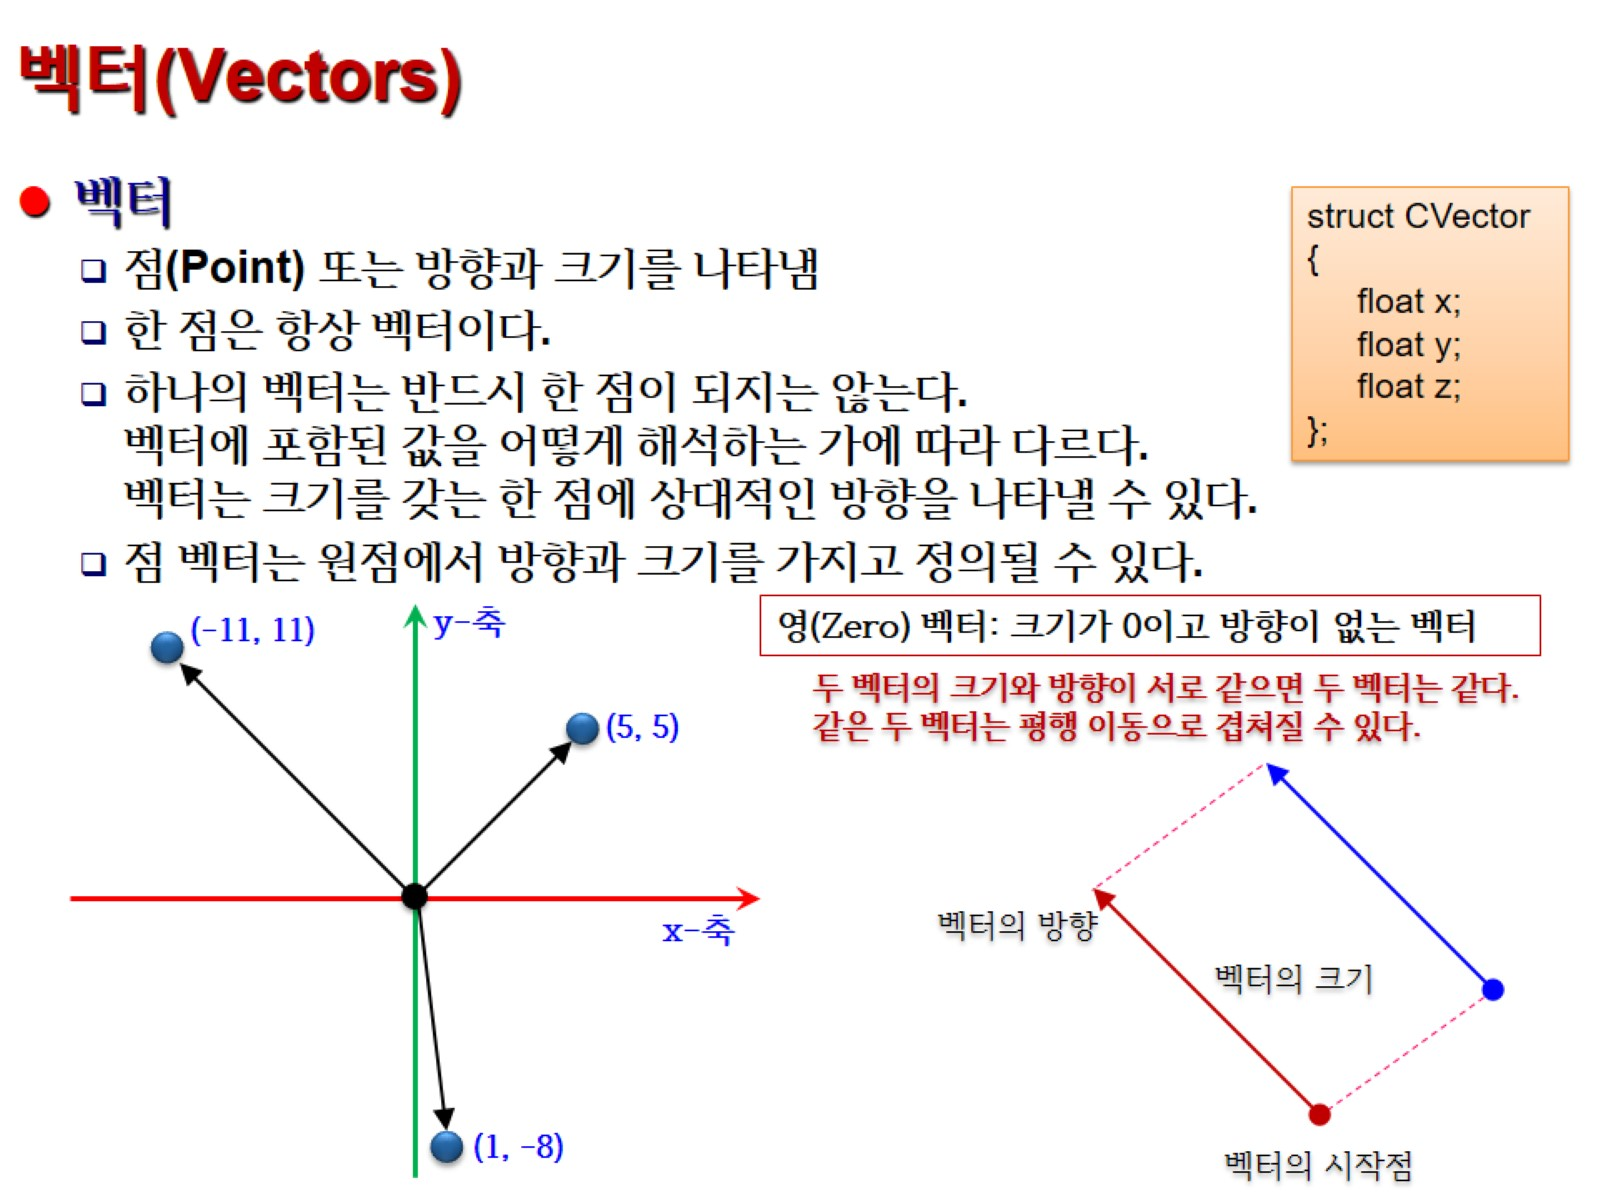 벡터(Vectors)
벡터
점(Point) 또는 방향과 크기를 나타냄
한 점은 항상 벡터이다.
하나의 벡터는 반드시 한 점이 되지는 않는다.
벡터에 포함된 값을 어떻게 해석하는 가에 따라 다르다.
벡터는 크기를 갖는 한 점에 상대적인 방향을 나타낼 수 있다.
점 벡터는 원점에서 방향과 크기를 가지고 정의될 수 있다.
struct CVector
{
float x;
float y;
float z;
};
(-11, 11)
y-축
(5, 5)
x-축
(1, -8)
영(Zero) 벡터: 크기가 0이고 방향이 없는 벡터
두 벡터의 크기와 방향이 서로 같으면 두 벡터는 같다.
같은 두 벡터는 평행 이동으로 겹쳐질 수 있다.
벡터의 방향
벡터의 크기
벡터의 시작점